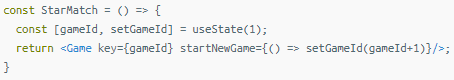 const StarMatch = () => {
  const [gameId, setGameId] = useState(1);
  return <Game key={gameId} startNewGame={() => setGameId(gameId+1)}/>;
}